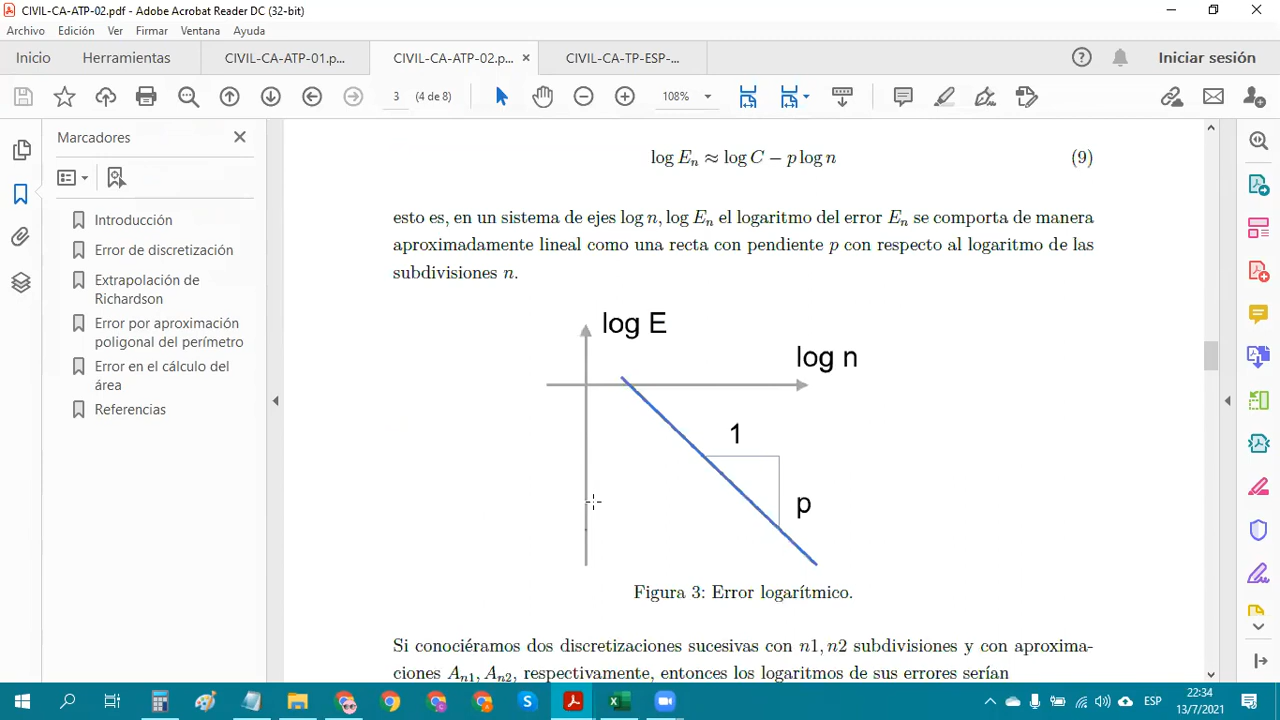 CIVIL-CA-ATP-02.pdf - Adobe Acrobat Reader DC (32-bit)
Archivo Edición Ver Firmar Ventana Ayuda
Inicio Herramientas CIVIL-CA-ATP-01.p... CIVIL-CA-ATP-02.p... × CIVIL-CA-TP-ESP-... Iniciar sesión
3 (4 de 8) 108%
Marcadores
Introducción
Error de discretización
Extrapolación de
Richardson
Error por aproximación
poligonal del perímetro
Error en el cálculo del
área
Referencias
log Eₙ ≈ log C − p log n (9)
esto es, en un sistema de ejes log n, log Eₙ el logaritmo del error Eₙ se comporta de manera
aproximadamente lineal como una recta con pendiente p con respecto al logaritmo de las
subdivisiones n.
log E
log n
1
p
Figura 3: Error logarítmico.
Si conociéramos dos discretizaciones sucesivas con n1, n2 subdivisiones y con aproxima-
ciones Aₙ₁, Aₙ₂, respectivamente, entonces los logaritmos de sus errores serían
ESP
22:34
13/7/2021